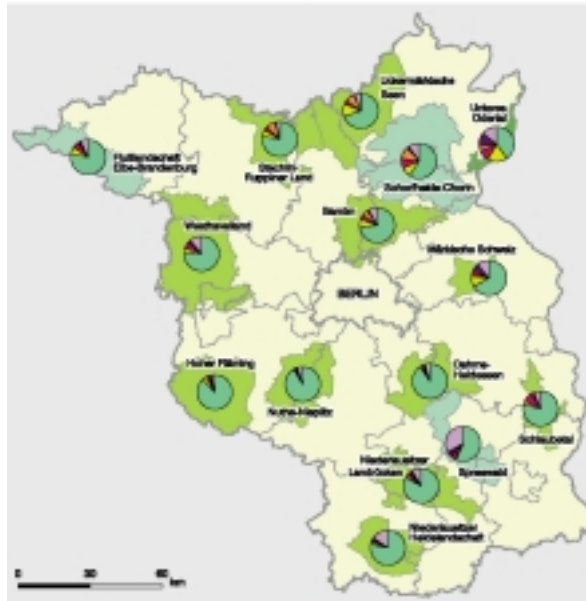 Uckermärkische
Seen
Unteres
Odertal
Flußlandschaft
Elbe-Brandenburg
Stechlin-
Ruppiner Land
Schorfheide-Chorin
Barnim
Westhavelland
Märkische Schweiz
BERLIN
Hoher Fläming
Nuthe-Nieplitz
Dahme-
Heideseen
Schlaubetal
Niederlausitzer
Landrücken
Spreewald
Niederlausitzer
Heidelandschaft
0 30 60
km